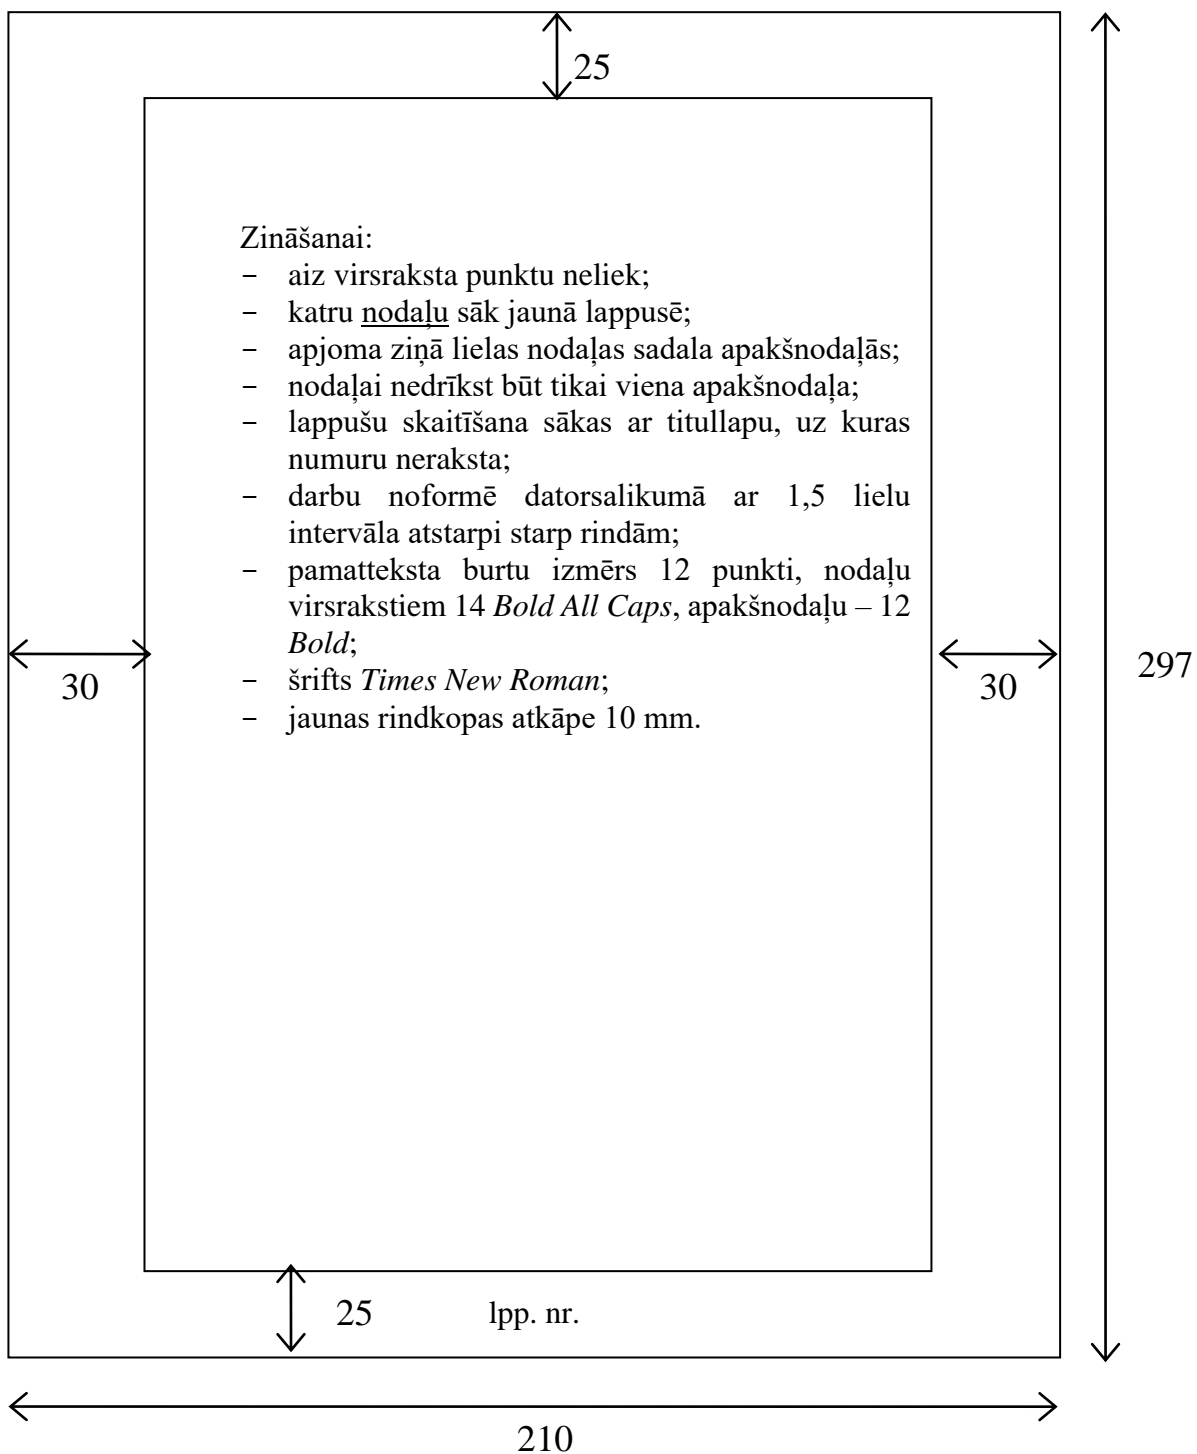 25
Zināšanai:
− aiz virsraksta punktu neliek;
− katru nodaļu sāk jaunā lappusē;
− apjoma ziņā lielas nodaļas sadala apakšnodaļās;
− nodaļai nedrīkst būt tikai viena apakšnodaļa;
− lappušu skaitīšana sākas ar titullapu, uz kuras
numuru neraksta;
− darbu noformē datorsalikumā ar 1,5 lielu
intervāla atstarpi starp rindām;
− pamatteksta burtu izmērs 12 punkti, nodaļu
virsrakstiem 14 Bold All Caps, apakšnodaļu – 12
Bold;
− šrifts Times New Roman;
− jaunas rindkopas atkāpe 10 mm.
30
30
297
25
lpp. nr.
210